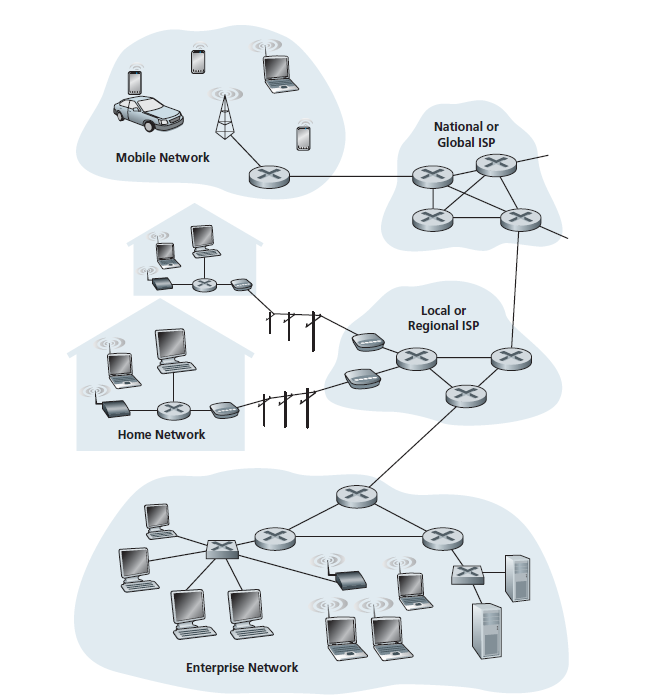 National or
Global ISP
Mobile Network
Local or
Regional ISP
Home Network
Enterprise Network